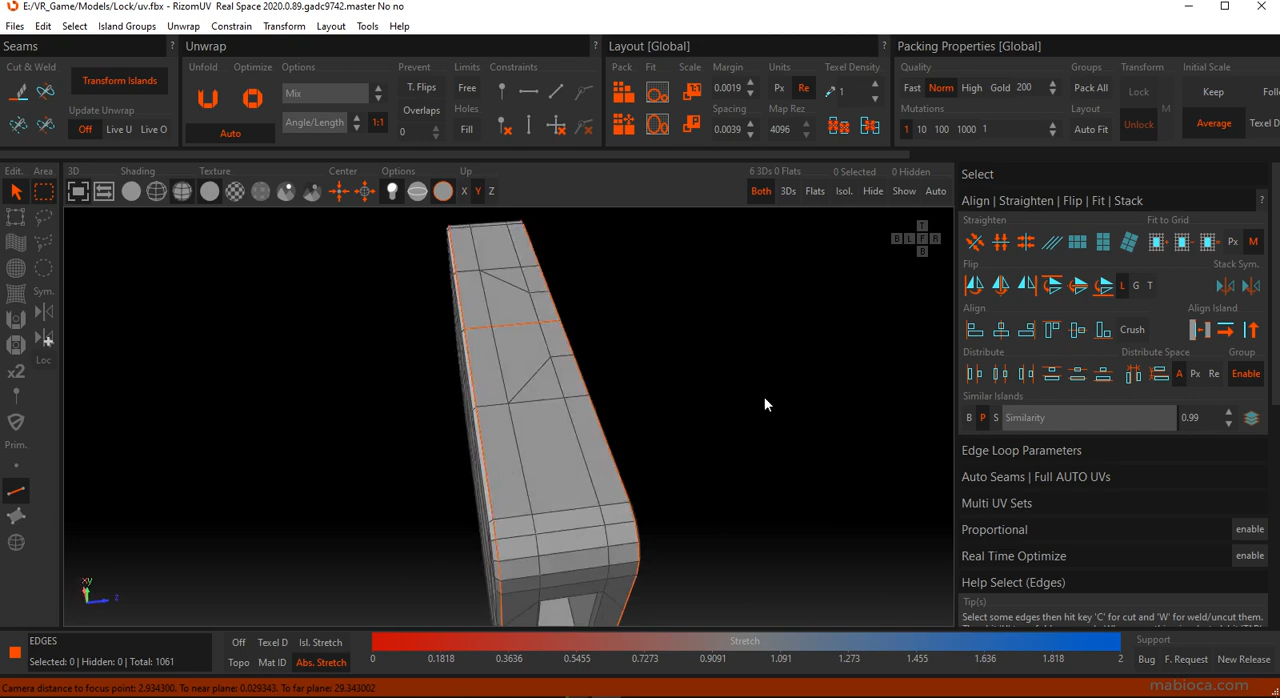 E:/VR_Game/Models/Lock/uv.fbx - RizomUV  Real Space 2020.0.89.gadc9742.master No no
Files Edit Select Island Groups Unwrap Constrain Transform Layout Tools Help
Seams ? Unwrap ? Layout [Global] ? Packing Properties [Global]
Cut & Weld Unfold Optimize Options Prevent Limits Constraints Pack Fit Scale Margin Units Texel Density Quality Groups Transform Initial Scale
Transform Islands Mix T. Flips Free 0.0019 Px Re 1 Fast Norm High Gold 200 Pack All Lock Keep Follo
Update Unwrap Overlaps Holes Spacing Map Rez Mutations Layout M
Off Live U Live O Auto Angle/Length 1:1 0 Fill 0.0039 4096 1 10 100 1000 1 Auto Fit Unlock Average Texel D
Edit. Area 3D Shading Texture Center Options Up 6 3Ds 0 Flats 0 Selected 0 Hidden Select
X Y Z Both 3Ds Flats Isol. Hide Show Auto
Align | Straighten | Flip | Fit | Stack ?
Straighten Fit to Grid
T
B L F R
B
Px M
Flip Stack Sym.
L G T
Sym.
Align Align Island
Crush
Loc
Distribute Distribute Space Group
x2
A Px Re Enable
Similar Islands
B P S Similarity 0.99
Prim.
Edge Loop Parameters
Auto Seams | Full AUTO UVs
Multi UV Sets
Proportional enable
Real Time Optimize enable
Help Select (Edges)
Tip(s)
Select some edges then hit key 'C' for cut and 'W' for weld/uncut them.
Z
EDGES Off Texel D Isl. Stretch Stretch Support
Selected: 0 | Hidden: 0 | Total: 1061 Topo Mat ID Abs. Stretch 0 0.1818 0.3636 0.5455 0.7273 0.9091 1.091 1.273 1.455 1.636 1.818 2 Bug F. Request New Release
Camera distance to focus point: 2.934300. To near plane: 0.029343. To far plane: 29.343002
mabioca.com